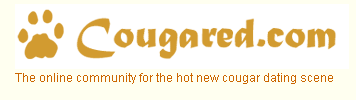 Cougared.com
The online community for the hot new cougar dating scene